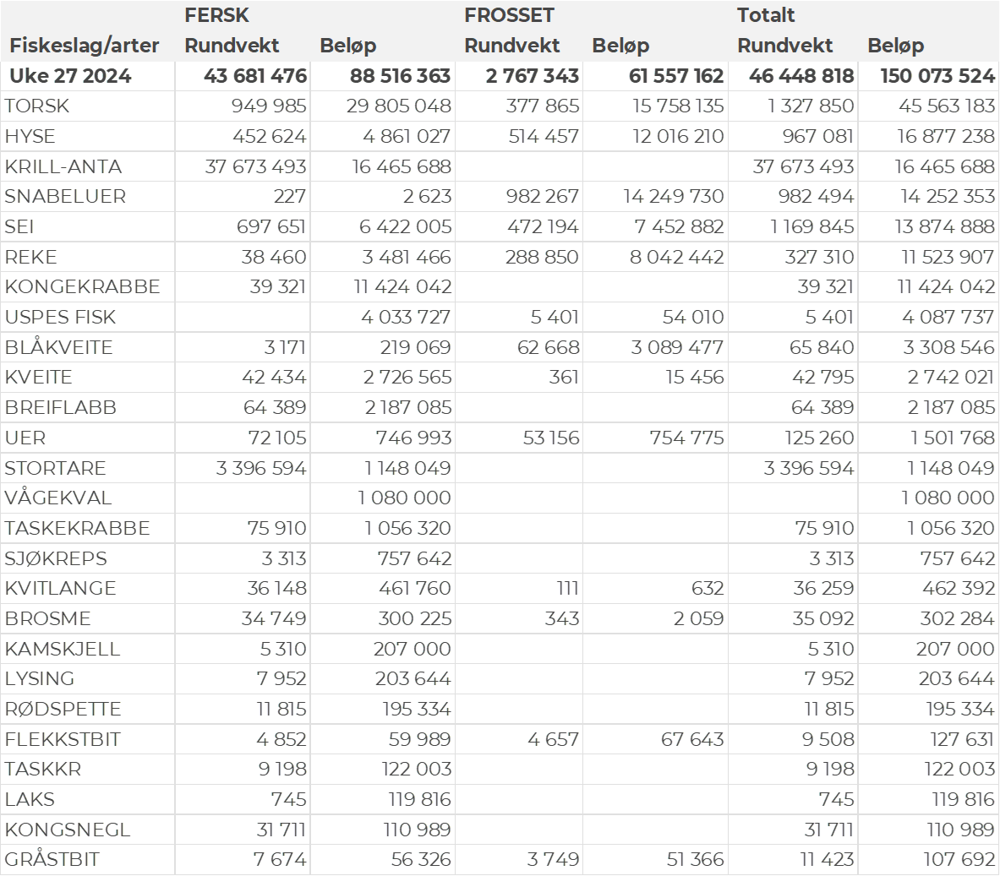 FERSK FROSSET Totalt
Fiskeslag/arter Rundvekt Beløp Rundvekt Beløp Rundvekt Beløp
Uke 27 2024 43 681 476 88 516 363 2 767 343 61 557 162 46 448 818 150 073 524
TORSK 949 985 29 805 048 377 865 15 758 135 1 327 850 45 563 183
HYSE 452 624 4 861 027 514 457 12 016 210 967 081 16 877 238
KRILL-ANTA 37 673 493 16 465 688 37 673 493 16 465 688
SNABELUER 227 2 623 982 267 14 249 730 982 494 14 252 353
SEI 697 651 6 422 005 472 194 7 452 882 1 169 845 13 874 888
REKE 38 460 3 481 466 288 850 8 042 442 327 310 11 523 907
KONGEKRABBE 39 321 11 424 042 39 321 11 424 042
USPES FISK 4 033 727 5 401 54 010 5 401 4 087 737
BLÅKVEITE 3 171 219 069 62 668 3 089 477 65 840 3 308 546
KVEITE 42 434 2 726 565 361 15 456 42 795 2 742 021
BREIFLABB 64 389 2 187 085 64 389 2 187 085
UER 72 105 746 993 53 156 754 775 125 260 1 501 768
STORTARE 3 396 594 1 148 049 3 396 594 1 148 049
VÅGEKVAL 1 080 000 1 080 000
TASKEKRABBE 75 910 1 056 320 75 910 1 056 320
SJØKREPS 3 313 757 642 3 313 757 642
KVITLANGE 36 148 461 760 111 632 36 259 462 392
BROSME 34 749 300 225 343 2 059 35 092 302 284
KAMSKJELL 5 310 207 000 5 310 207 000
LYSING 7 952 203 644 7 952 203 644
RØDSPETTE 11 815 195 334 11 815 195 334
FLEKKSTBIT 4 852 59 989 4 657 67 643 9 508 127 631
TASKKR 9 198 122 003 9 198 122 003
LAKS 745 119 816 745 119 816
KONGSNEGL 31 711 110 989 31 711 110 989
GRÅSTBIT 7 674 56 326 3 749 51 366 11 423 107 692